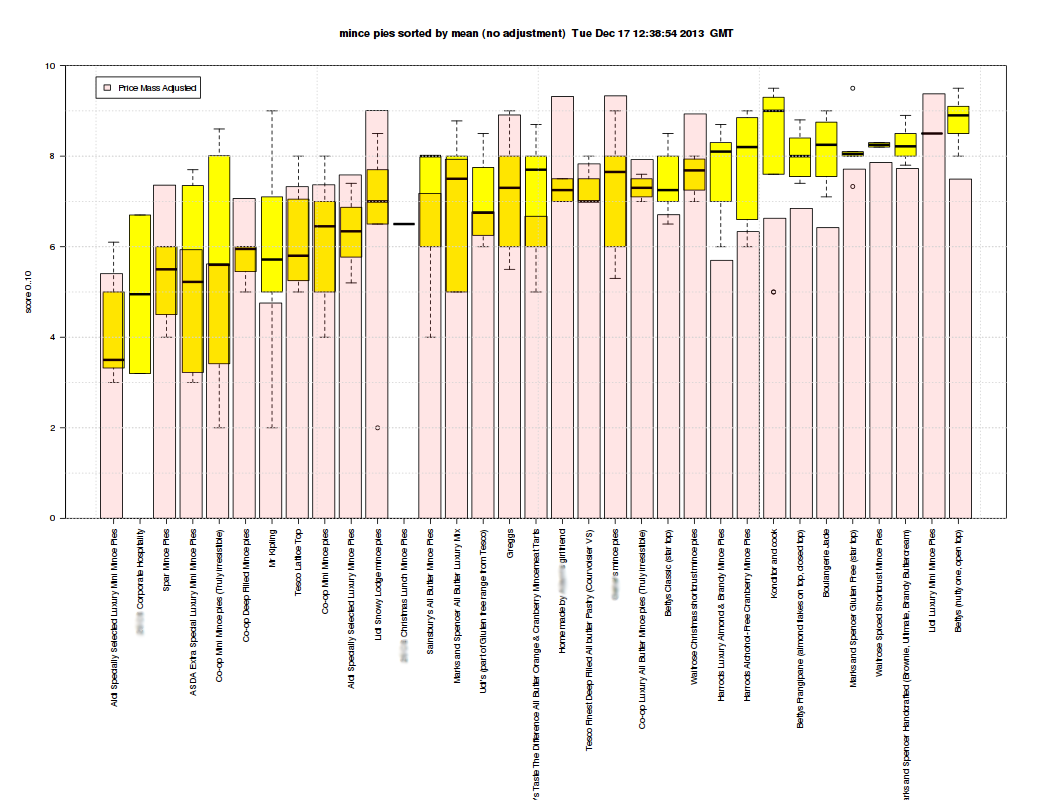 mince pies sorted by mean (no adjustment) Tue Dec 17 12:38:54 2013 GMT
Price Mass Adjusted
score 0..10
10
8
6
4
2
0
Aldi Specially Selected Luxury Mini Mince Pies
Corporate Hospitality
Spar Mince Pies
ASDA Extra Special Luxury Mince Pies
Co-op Mini Mince pies (Truly irresistible)
Co-op Deep Filled Mince pies
Mr Kipling
Tesco Lattice Top
Co-op Mini Mince pies
Aldi Specially Selected Luxury Mince Pies
Lidl Snowy Lodge mince pies
Christmas Lunch Mince Pies
Sainsbury's All Butter Mince Pies
Marks and Spencer All Butter Luxury Mix
Udi's (part of Gluten free range from Tesco)
Greggs
's Taste The Difference All Butter Orange & Cranberry Mincemeat Tarts
Home made by girlfriend
Tesco Finest Deep Filled All butter Pastry (Courvoisier VS)
's mince pies
Co-op Luxury All Butter Mince pies (Truly irresistible)
Bettys Classic (star top)
Waitrose Christmas shortcrust mince pies
Harrods Luxury Almond & Brandy Mince Pies
Harrods Alcohol-Free Cranberry Mince Pies
Konditor and cook
Bettys Frangipane (almond flakes on top, closed top)
Boulangerie Jade
Marks and Spencer Gluten Free (star top)
Waitrose Spiced Shortcrust Mince Pies
arks and Spencer Handcrafted (Brownie, Ultimate, Brandy Buttercream)
Lidl Luxury Mini Mince Pies
Bettys (nutty one, open top)